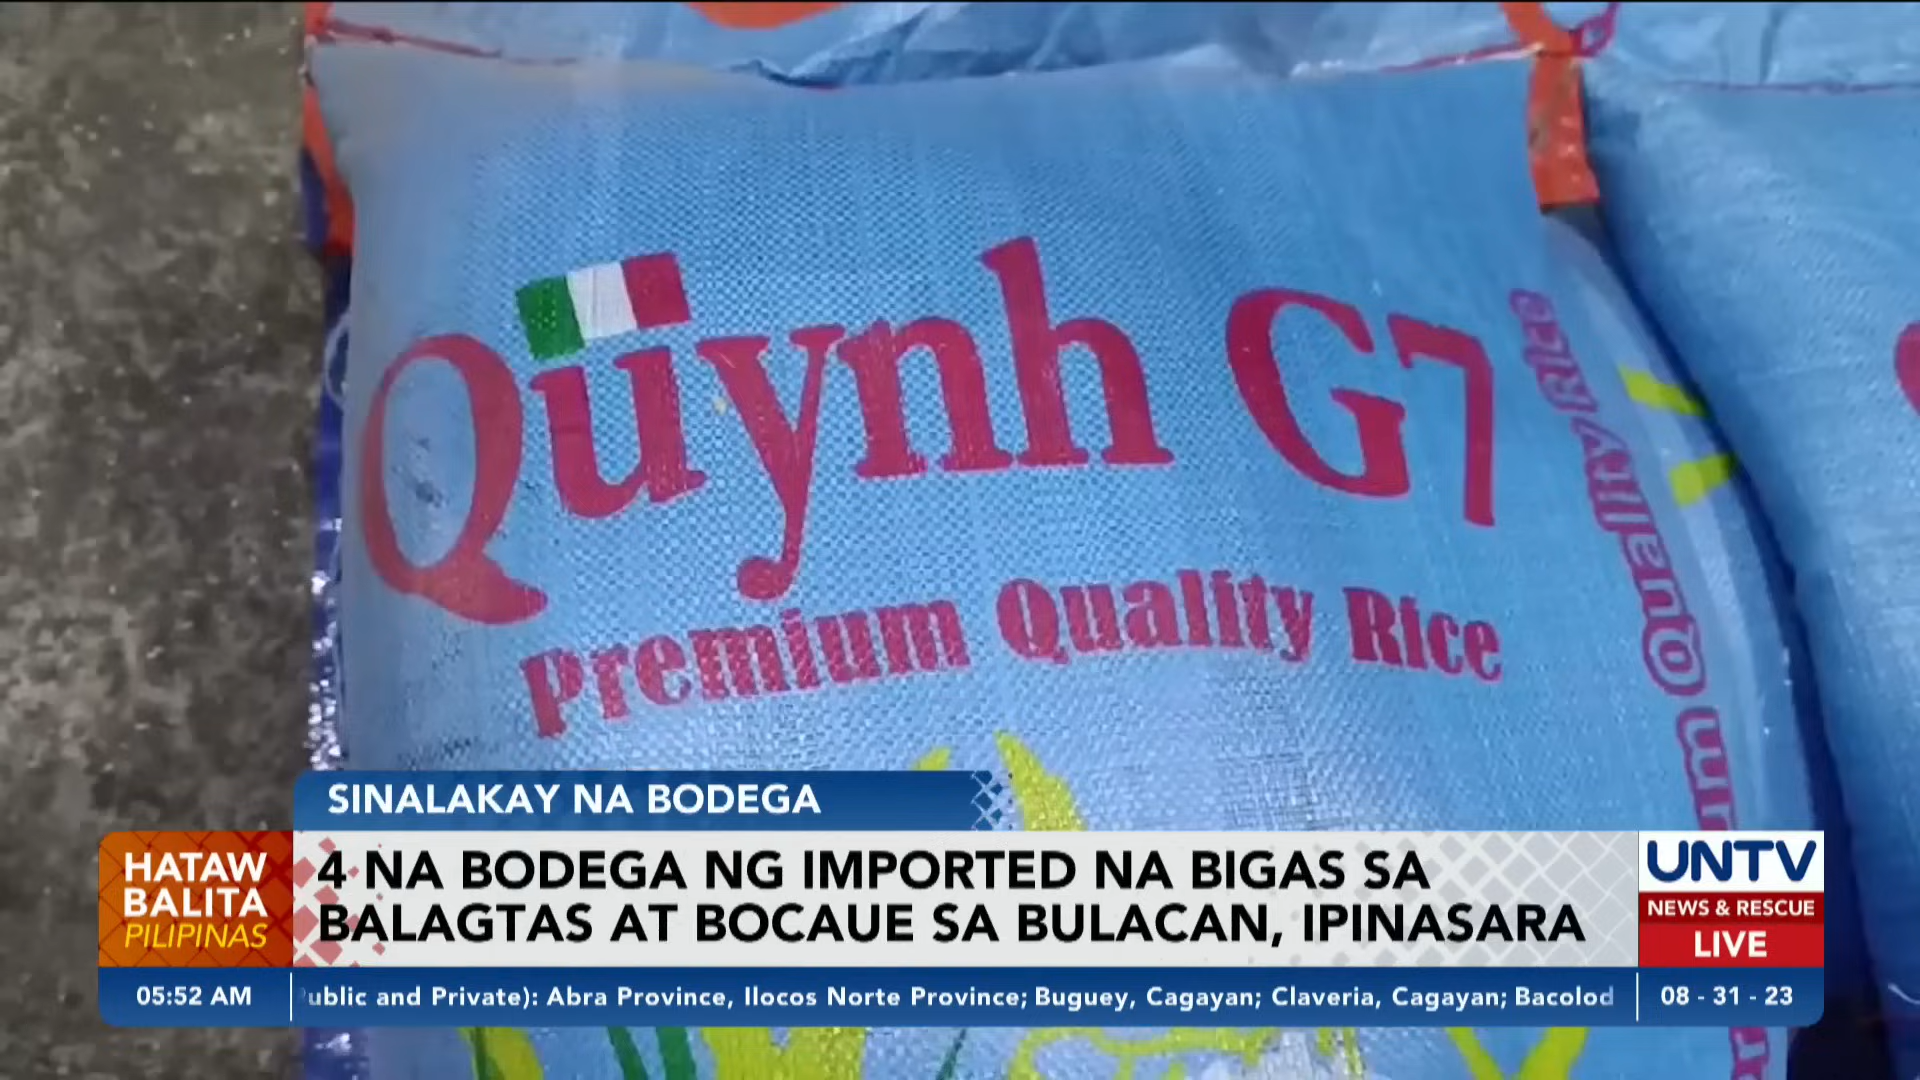 Quynh G7
Premium Quality Rice
Quality Rice
SINALAKAY NA BODEGA
HATAW BALITA PILIPINAS
4 NA BODEGA NG IMPORTED NA BIGAS SA
BALAGTAS AT BOCAUE SA BULACAN, IPINASARA
UNTV
NEWS & RESCUE
LIVE
05:52 AM
ublic and Private): Abra Province, Ilocos Norte Province; Buguey, Cagayan; Claveria, Cagayan; Bacolod
08 - 31 - 23